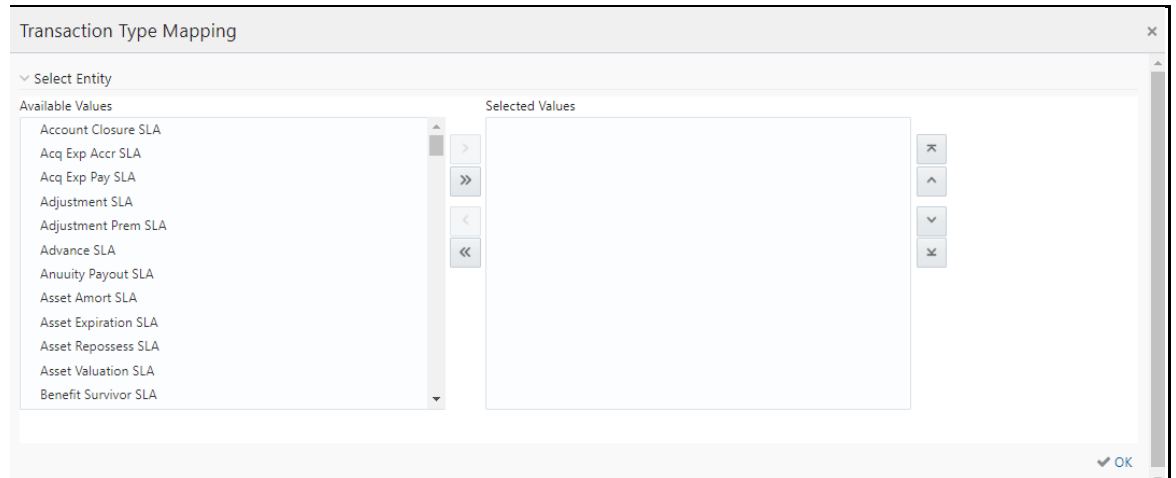 Transaction Type Mapping
Select Entity
Available Values
Selected Values
Account Closure SLA
Acq Exp Accr SLA
Acq Exp Pay SLA
Adjustment SLA
Adjustment Prem SLA
Advance SLA
Anuuity Payout SLA
Asset Amort SLA
Asset Expiration SLA
Asset Repossess SLA
Asset Valuation SLA
Benefit Survivor SLA
OK